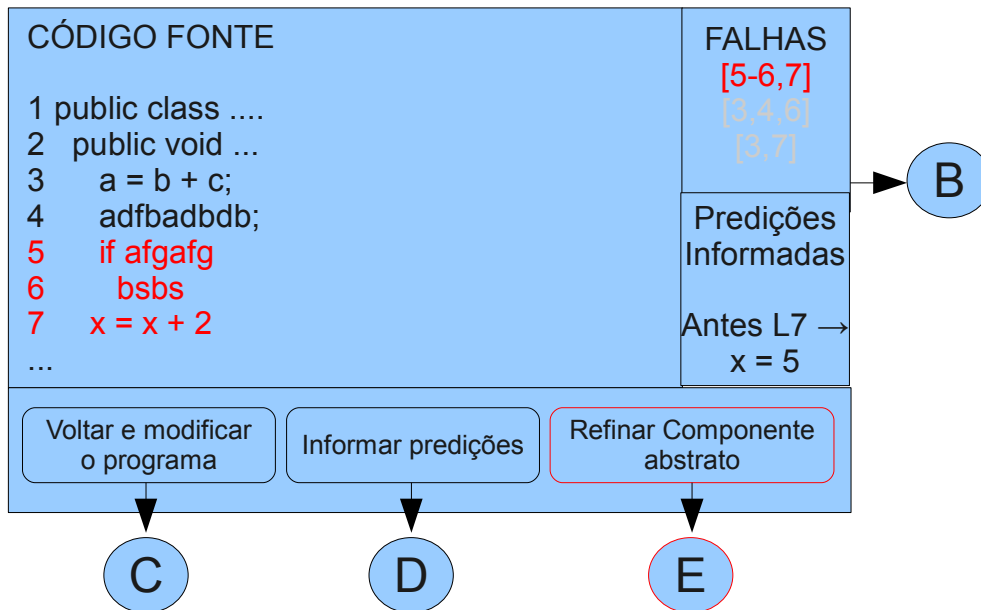 CÓDIGO FONTE
1 public class ....
2 public void ...
3 a = b + c;
4 adfbadbdb;
5 if afgafg
6 bsbs
7 x = x + 2
...
FALHAS
[5-6,7]
[3,4,6]
[3,7]
Predições
Informadas
Antes L7 →
x = 5
B
Voltar e modificar
o programa
Informar predições
Refinar Componente
abstrato
C
D
E